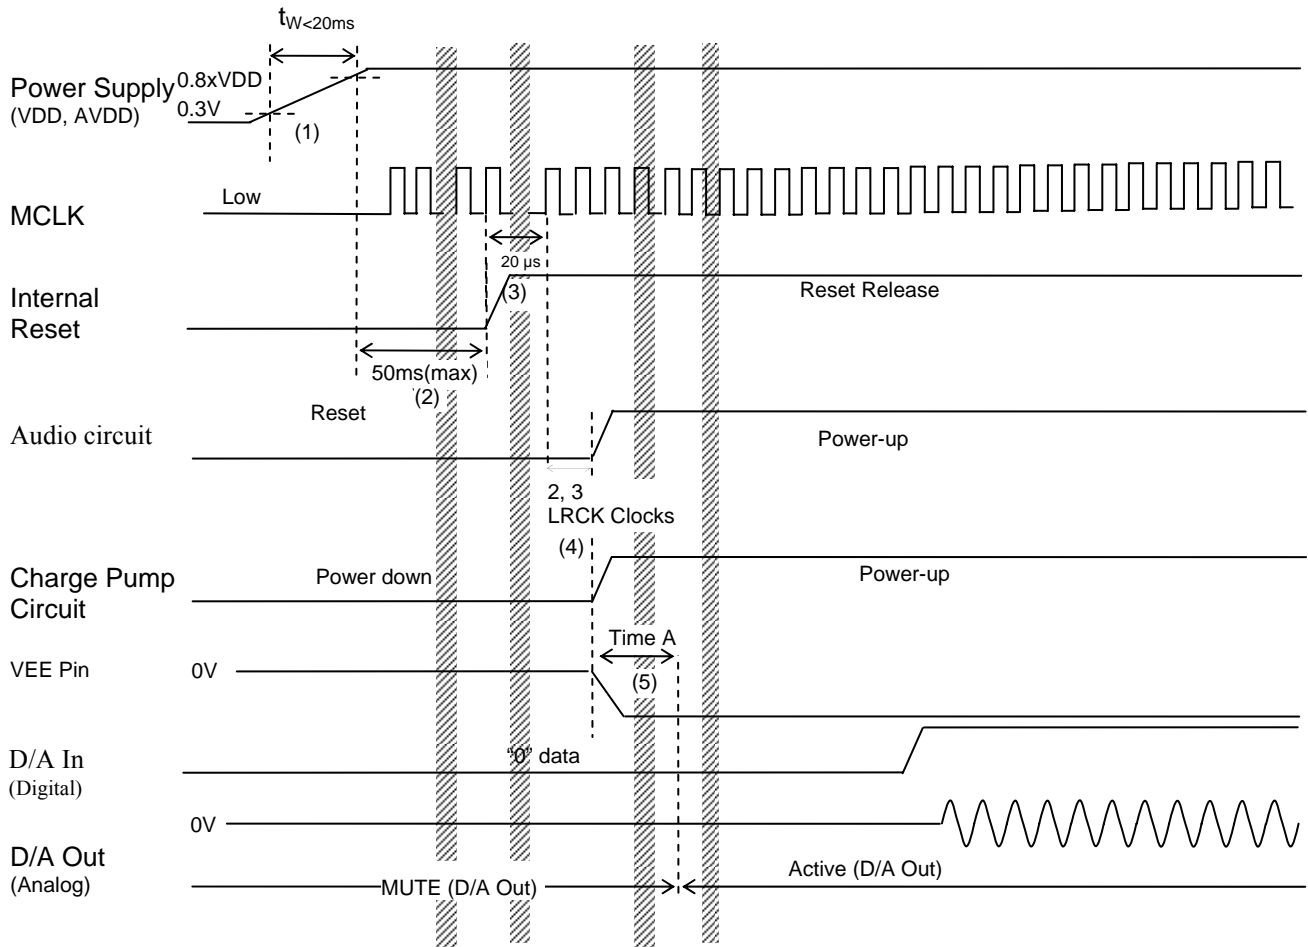 tW<20ms
Power Supply
(VDD, AVDD)
0.8xVDD
0.3V
(1)
MCLK
Low
20 µs
(3)
Internal
Reset
Reset Release
50ms(max)
(2)
Reset
Audio circuit
Power-up
2, 3
LRCK Clocks
(4)
Charge Pump
Circuit
Power down
Power-up
Time A
VEE Pin
0V
(5)
D/A In
(Digital)
"0" data
0V
D/A Out
(Analog)
MUTE (D/A Out)
Active (D/A Out)